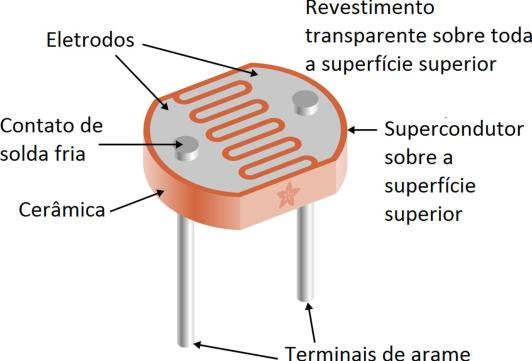 Revestimento
transparente sobre toda
a superfície superior
Eletrodos
Contato de
solda fria
Supercondutor
sobre a
superfície
superior
Cerâmica
Terminais de arame